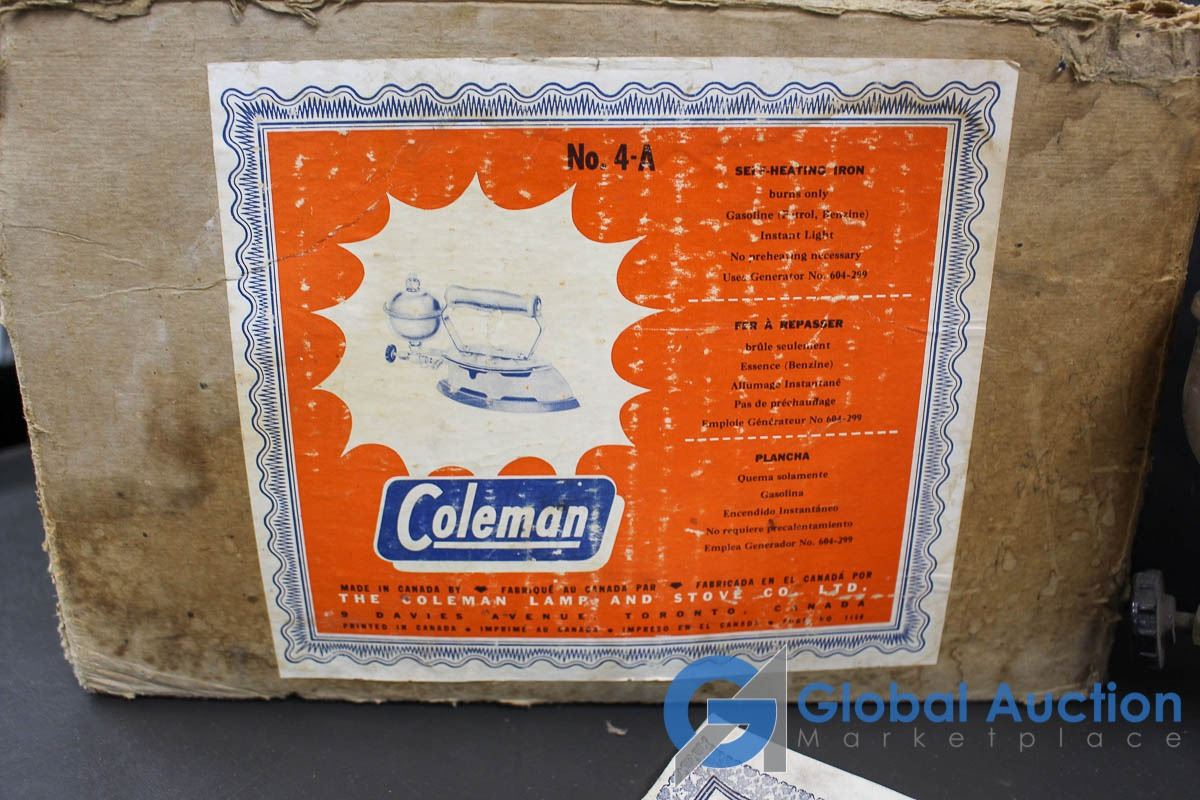 No. 4-A
SELF-HEATING IRON
burns only
Gasoline (Petrol, Benzine)
Instant Light
No preheating necessary
Uses Generator No. 604-299
FER À REPASSER
brûle seulement
Essence (Benzine)
Allumage Instantané
Pas de préchauffage
Emploie Générateur No 604-299
PLANCHA
Quema solamente
Gasolina
Encendido Instantáneo
No requiere precalentamiento
Emplea Generador No. 604-299
Coleman
MADE IN CANADA BY FABRIQUÉ AU CANADA PAR FABRICADA EN EL CANADÁ POR
THE COLEMAN LAMP AND STOVE CO. LTD.
9 DAVIES AVENUE, TORONTO, CANADA
PRINTED IN CANADA • IMPRIMÉ AU CANADA • IMPRESO EN EL CANADA •
Global Auction
Marketplace